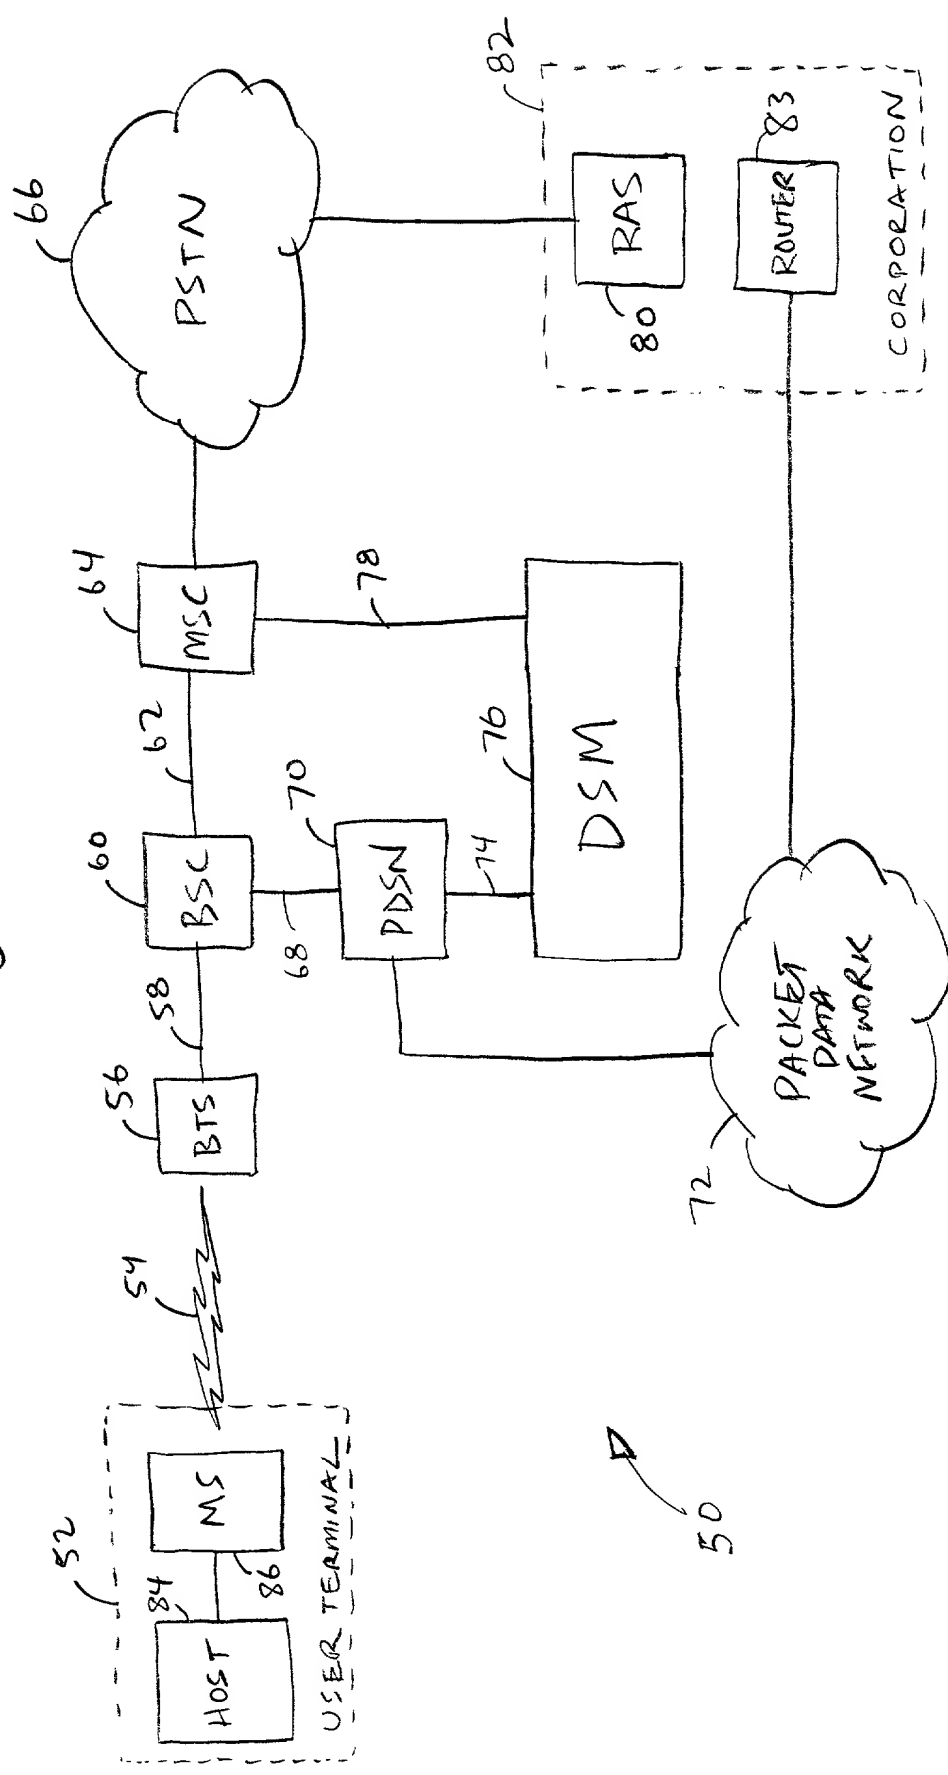 52
HOST
84
MS
86
USER TERMINAL
54
56
BTS
58
60
BSC
62
64
MSC
66
PSTN
68
70
PDSN
74
76
78
DSM
72
PACKET
DATA
NETWORK
82
RAS
80
ROUTER
83
CORPORATION
50